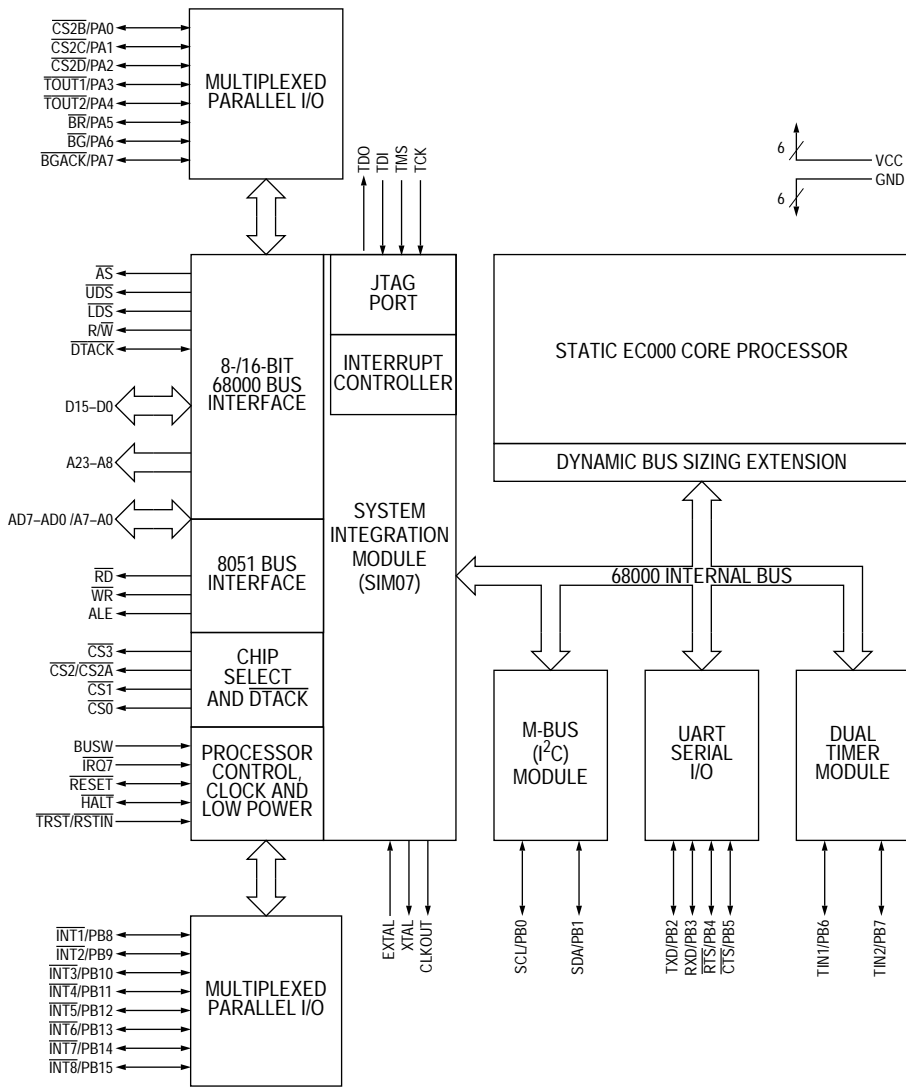 CS2B/PA0
CS2C/PA1
CS2D/PA2
TOUT1/PA3
TOUT2/PA4
BR/PA5
BG/PA6
BGACK/PA7
MULTIPLEXED
PARALLEL I/O
TDO
TDI
TMS
TCK
6
VCC
GND
6
AS
UDS
LDS
R/W
DTACK
D15–D0
A23–A8
AD7–AD0 /A7–A0
8-/16-BIT
68000 BUS
INTERFACE
JTAG
PORT
INTERRUPT
CONTROLLER
STATIC EC000 CORE PROCESSOR
DYNAMIC BUS SIZING EXTENSION
SYSTEM
INTEGRATION
MODULE
(SIM07)
68000 INTERNAL BUS
RD
WR
ALE
8051 BUS
INTERFACE
CS3
CS2/CS2A
CS1
CS0
CHIP
SELECT
AND DTACK
BUSW
IRQ7
RESET
HALT
TRST/RSTIN
PROCESSOR
CONTROL,
CLOCK AND
LOW POWER
M-BUS
(I²C)
MODULE
UART
SERIAL
I/O
DUAL
TIMER
MODULE
EXTAL
XTAL
CLKOUT
SCL/PB0
SDA/PB1
TXD/PB2
RXD/PB3
RTS/PB4
CTS/PB5
TIN1/PB6
TIN2/PB7
INT1/PB8
INT2/PB9
INT3/PB10
INT4/PB11
INT5/PB12
INT6/PB13
INT7/PB14
INT8/PB15
MULTIPLEXED
PARALLEL I/O